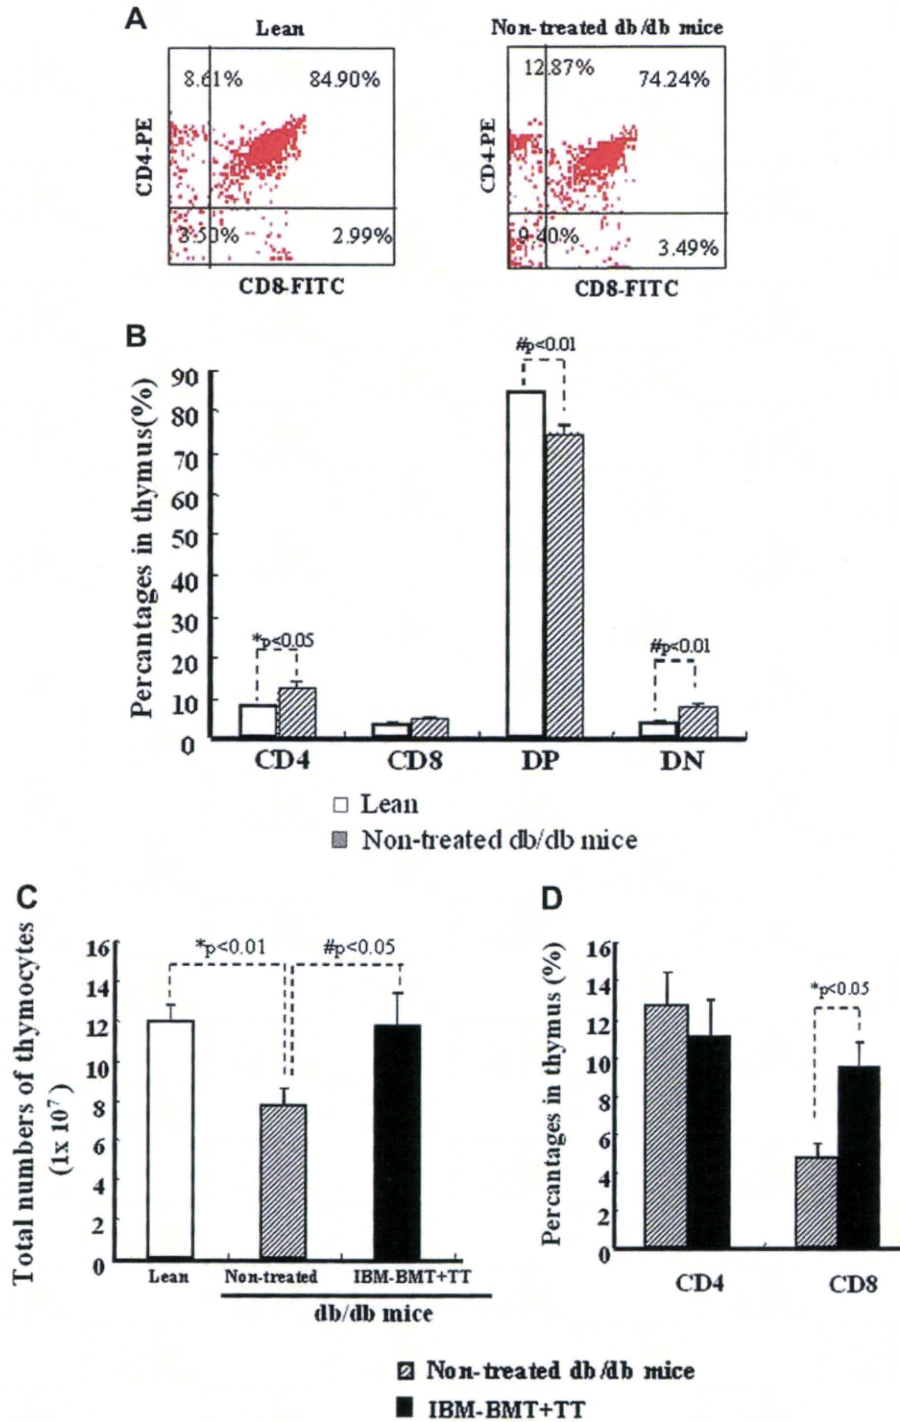 A
Lean
Non-treated db/db mice
8.61%
84.90%
12.87%
74.24%
CD4-PE
CD4-PE
3.50%
2.99%
9.40%
3.49%
CD8-FITC
CD8-FITC
B
#p<0.01
Percantages in thymus(%)
90
80
70
60
50
40
30
20
10
0
*p<0.05
#p<0.01
CD4 CD8 DP DN
Lean
Non-treated db/db mice
C
Total numbers of thymocytes
(1x 10⁷)
16
14
12
10
8
6
4
2
0
*p<0.01 #p<0.05
Lean Non-treated IBM-BMT+TT
db/db mice
D
Percantages in thymus (%)
16
14
12
10
8
6
4
2
0
*p<0.05
CD4 CD8
Non-treated db/db mice
IBM-BMT+TT